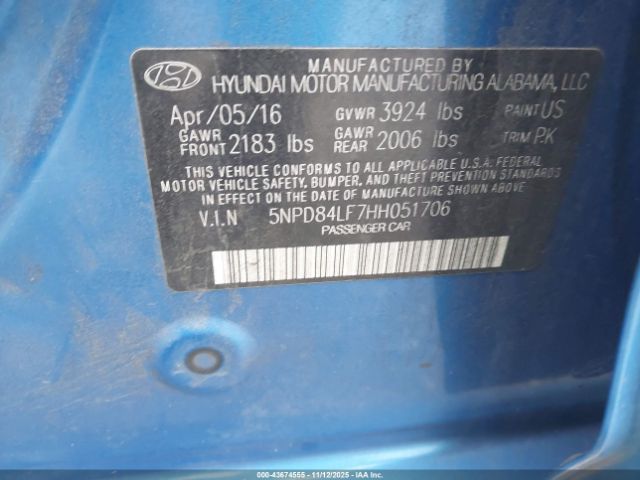 MANUFACTURED BY
HYUNDAI MOTOR MANUFACTURING ALABAMA, LLC
Apr/05/16 GVWR 3924 lbs PAINT US
GAWR FRONT 2183 lbs GAWR REAR 2006 lbs TRIM PK
THIS VEHICLE CONFORMS TO ALL APPLICABLE U.S.A. FEDERAL
MOTOR VEHICLE SAFETY, BUMPER, AND THEFT PREVENTION STANDARDS
IN EFFECT ON THE DATE OF MANUFACTURE SHOWN ABOVE.
V.I.N 5NPD84LF7HH051706
PASSENGER CAR
000-43674555 - 11/12/2025 - IAAI.COM